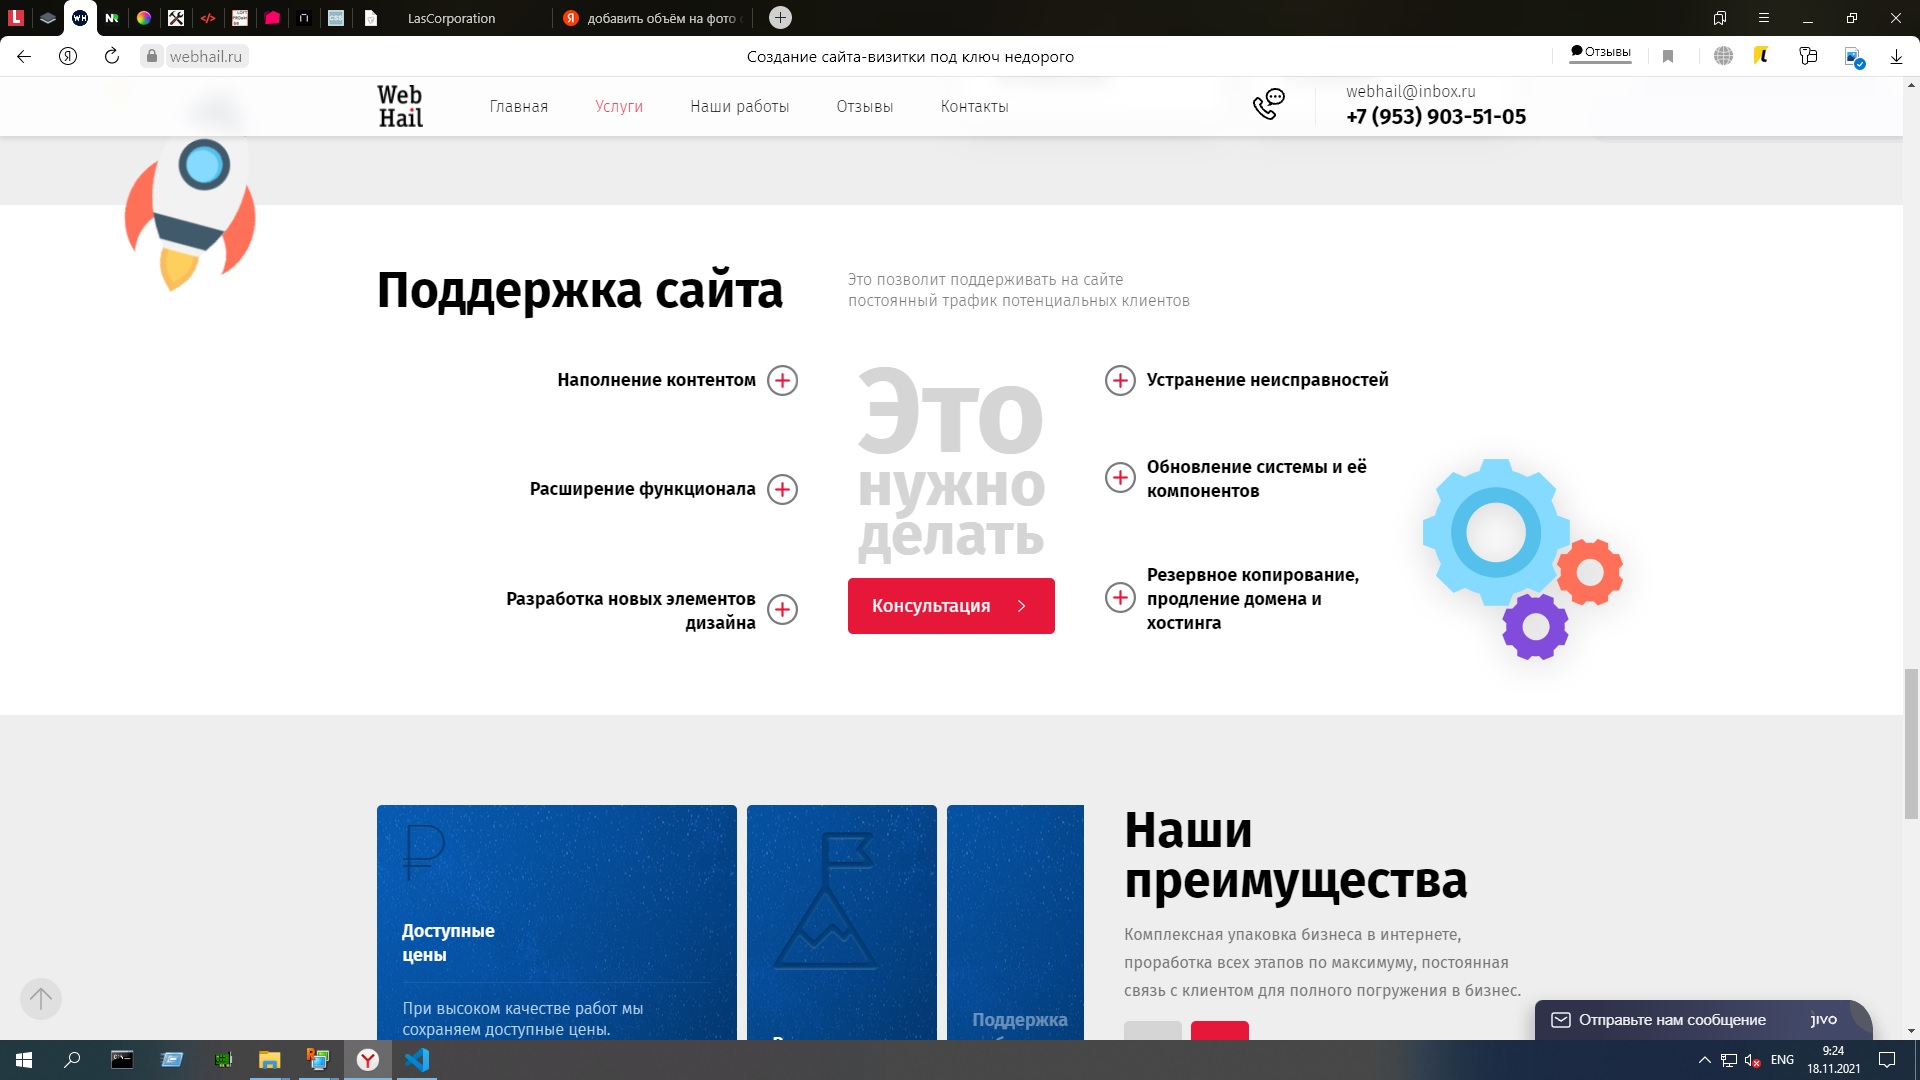 LasCorporation
добавить объём на фото
webhail.ru
Создание сайта-визитки под ключ недорого
Отзывы
Web
Hail
Главная
Услуги
Наши работы
Отзывы
Контакты
webhail@inbox.ru
+7 (953) 903-51-05
Поддержка сайта
Это позволит поддерживать на сайте
постоянный трафик потенциальных клиентов
Наполнение контентом
Расширение функционала
Разработка новых элементов
дизайна
Это
нужно
делать
Консультация
Устранение неисправностей
Обновление системы и её
компонентов
Резервное копирование,
продление домена и
хостинга
Доступные
цены
При высоком качестве работ мы
сохраняем доступные цены.
Поддержка
Наши
преимущества
Комплексная упаковка бизнеса в интернете,
проработка всех этапов по максимуму, постоянная
связь с клиентом для полного погружения в бизнес.
Отправьте нам сообщение
jivo
ENG
9:24
18.11.2021